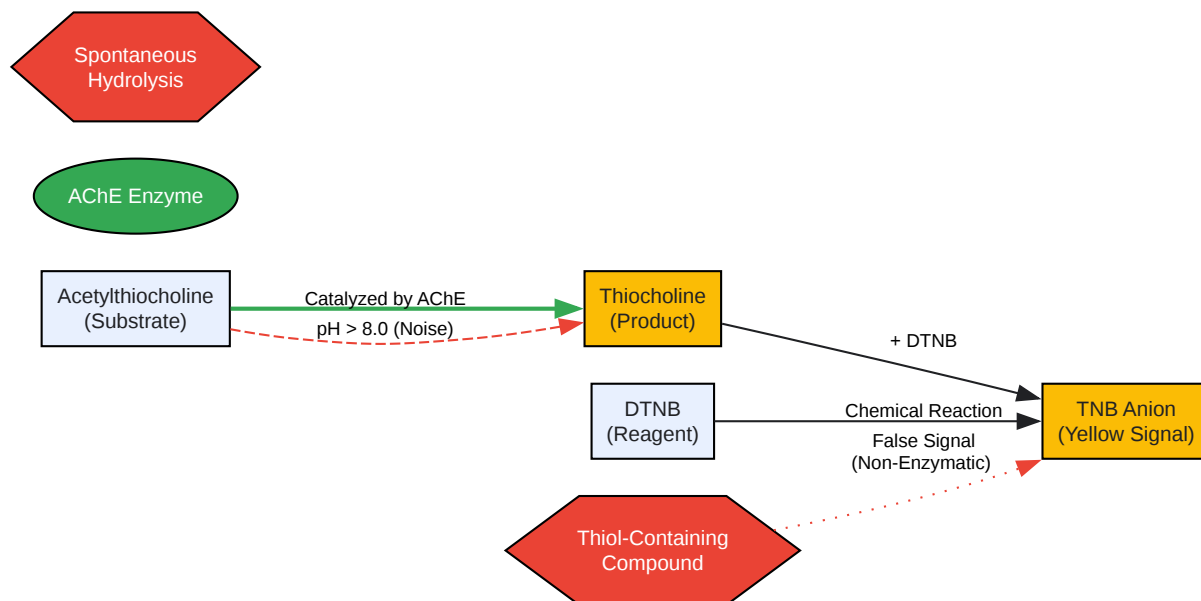 Spontaneous
Hydrolysis
AChE Enzyme
Acetylthiocholine
(Substrate)
Catalyzed by AChE
pH > 8.0 (Noise)
Thiocholine
(Product)
+ DTNB
DTNB
(Reagent)
Chemical Reaction
False Signal
(Non-Enzymatic)
TNB Anion
(Yellow Signal)
Thiol-Containing
Compound